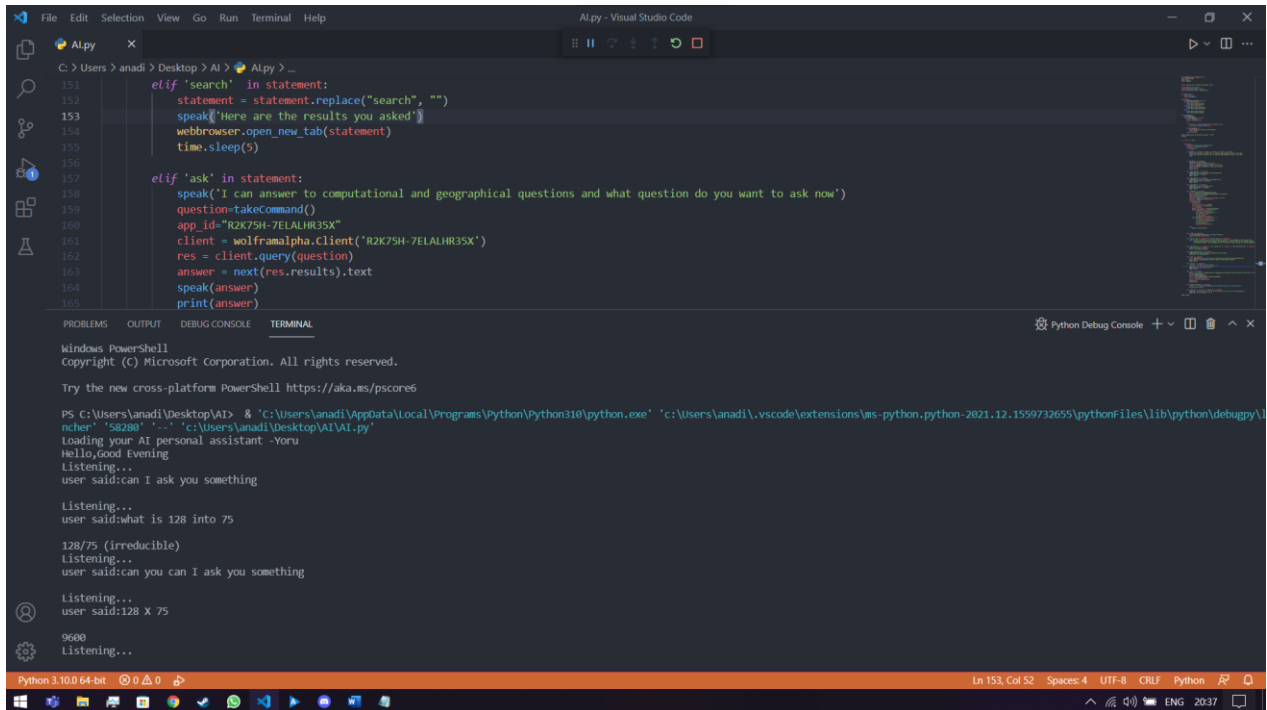 File Edit Selection View Go Run Terminal Help AI.py - Visual Studio Code
AI.py
C: > Users > anadi > Desktop > AI > AI.py > ...
151 elif 'search'  in statement:
152 statement = statement.replace("search", "")
153 speak('Here are the results you asked')
154 webbrowser.open_new_tab(statement)
155 time.sleep(5)
156
157 elif 'ask' in statement:
158 speak('I can answer to computational and geographical questions and what question do you want to ask now')
159 question=takeCommand()
160 app_id="R2K75H-7ELALHR35X"
161 client = wolframalpha.Client('R2K75H-7ELALHR35X')
162 res = client.query(question)
163 answer = next(res.results).text
164 speak(answer)
165 print(answer)
1
PROBLEMS OUTPUT DEBUG CONSOLE TERMINAL Python Debug Console
Windows PowerShell
Copyright (C) Microsoft Corporation. All rights reserved.
Try the new cross-platform PowerShell https://aka.ms/pscore6
PS C:\Users\anadi\Desktop\AI>  & 'C:\Users\anadi\AppData\Local\Programs\Python\Python310\python.exe' 'c:\Users\anadi\.vscode\extensions\ms-python.python-2021.12.1559732655\pythonFiles\lib\python\debugpy\l
ncher' '58280' '--' 'c:\Users\anadi\Desktop\AI\AI.py'
Loading your AI personal assistant -Yoru
Hello,Good Evening
Listening...
user said:can I ask you something
Listening...
user said:what is 128 into 75
128/75 (irreducible)
Listening...
user said:can you can I ask you something
Listening...
user said:128 X 75
9600
Listening...
Python 3.10.0 64-bit 0 0 Ln 153, Col 52 Spaces: 4 UTF-8 CRLF Python
ENG 20:37